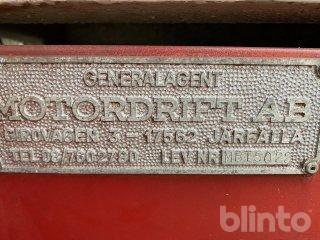 GENERALAGENT
MOTORDRIFT AB
GIROVÄGEN 3 - 17562 JÄRFÄLLA
TEL 08/7602790 LEV NR
blinto